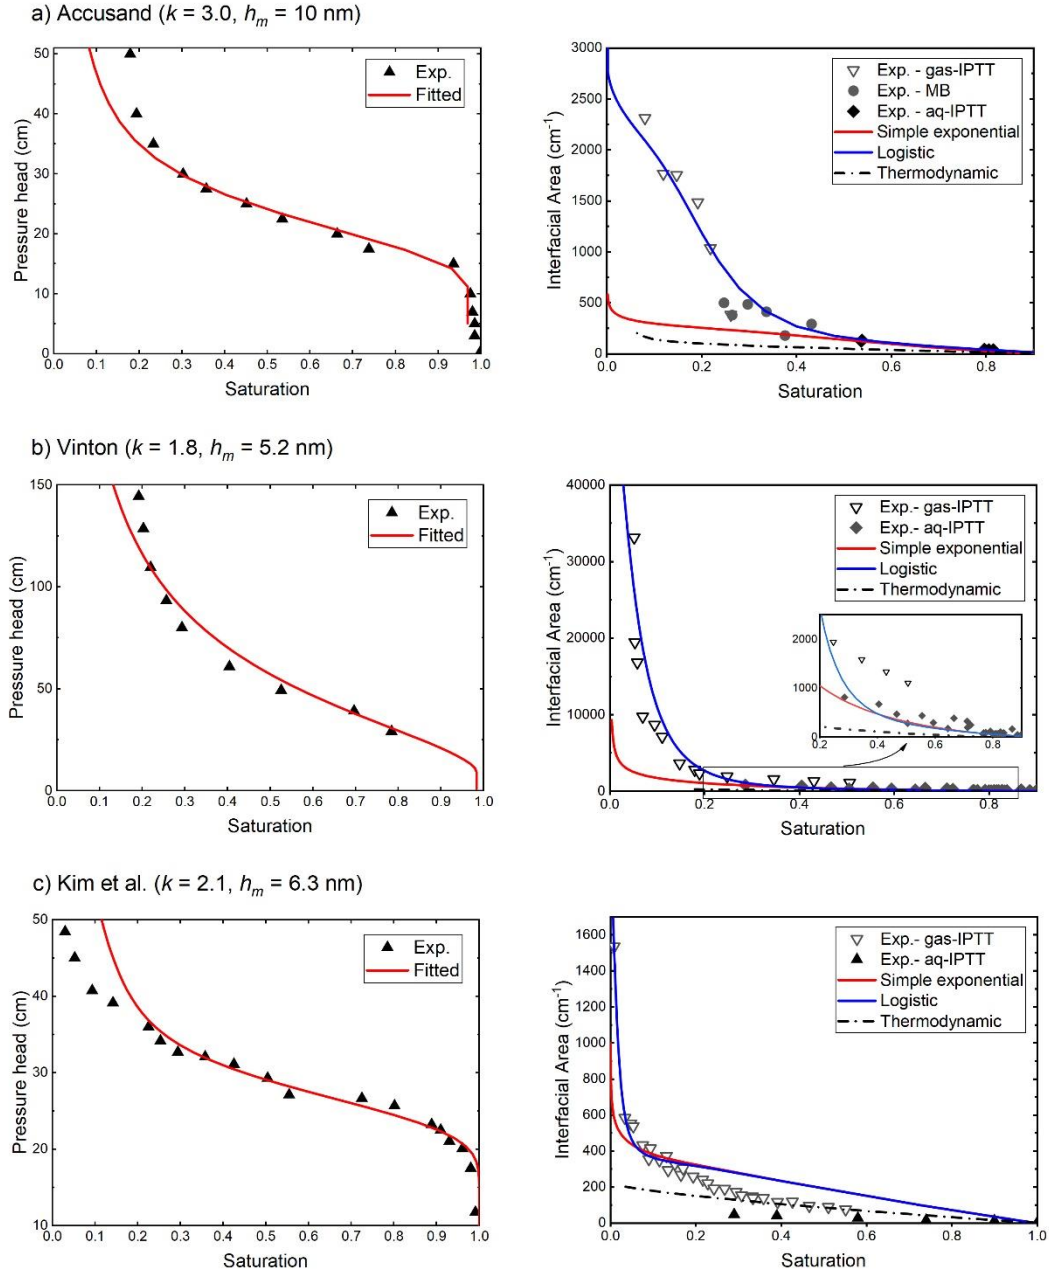 a) Accusand (k = 3.0, hm = 10 nm)
50
40
30
20
10
0
Pressure head (cm)
Exp.
Fitted
0.0 0.1 0.2 0.3 0.4 0.5 0.6 0.7 0.8 0.9 1.0
Saturation
3000
2500
2000
1500
1000
500
0
Interfacial Area (cm-1)
Exp. - gas-IPTT
Exp. - MB
Exp. - aq-IPTT
Simple exponential
Logistic
Thermodynamic
0.0 0.2 0.4 0.6 0.8
Saturation
b) Vinton (k = 1.8, hm = 5.2 nm)
150
100
50
0
Pressure head (cm)
Exp.
Fitted
0.0 0.1 0.2 0.3 0.4 0.5 0.6 0.7 0.8 0.9 1.0
Saturation
40000
30000
20000
10000
0
Interfacial Area (cm-1)
Exp.- gas-IPTT
Exp.- aq-IPTT
Simple exponential
Logistic
Thermodynamic
2000
1000
0
0.2 0.4 0.6 0.8
0.0 0.2 0.4 0.6 0.8
Saturation
c) Kim et al. (k = 2.1, hm = 6.3 nm)
50
40
30
20
10
Pressure head (cm)
Exp.
Fitted
0.0 0.1 0.2 0.3 0.4 0.5 0.6 0.7 0.8 0.9 1.0
Saturation
1600
1400
1200
1000
800
600
400
200
0
Interfacial Area (cm-1)
Exp.- gas-IPTT
Exp.- aq-IPTT
Simple exponential
Logistic
Thermodynamic
0.0 0.2 0.4 0.6 0.8 1.0
Saturation